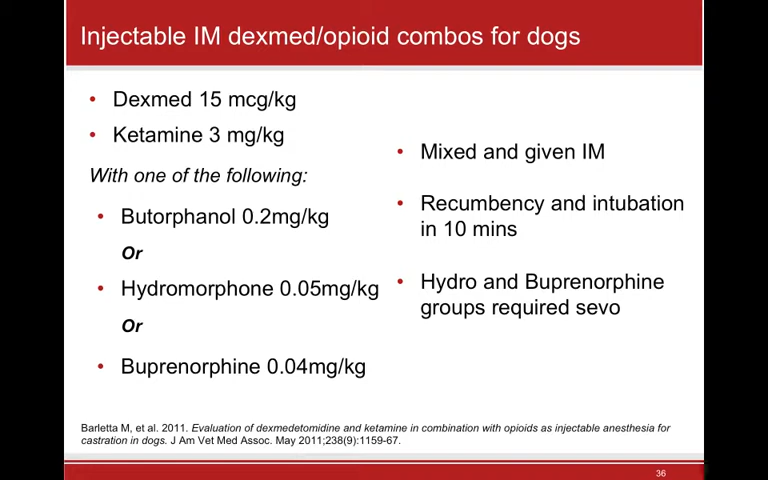 Injectable IM dexmed/opioid combos for dogs
• Dexmed 15 mcg/kg
• Ketamine 3 mg/kg
With one of the following:
• Butorphanol 0.2mg/kg
Or
• Hydromorphone 0.05mg/kg
Or
• Buprenorphine 0.04mg/kg
• Mixed and given IM
• Recumbency and intubation
in 10 mins
• Hydro and Buprenorphine
groups required sevo
Barletta M, et al. 2011. Evaluation of dexmedetomidine and ketamine in combination with opioids as injectable anesthesia for
castration in dogs. J Am Vet Med Assoc. May 2011;238(9):1159-67.
36